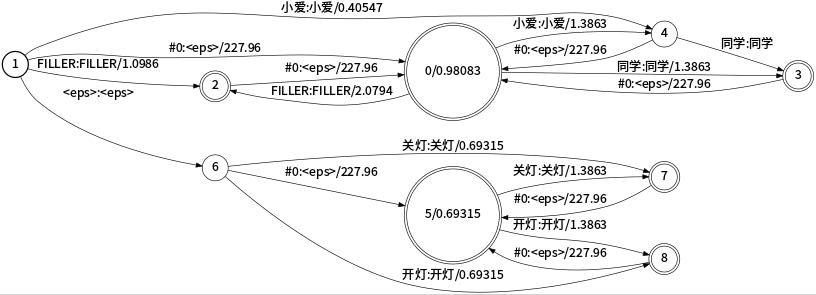 小爱:小爱/0.40547
小爱:小爱/1.3863
4
#0:<eps>/227.96
#0:<eps>/227.96
同学:同学
1
FILLER:FILLER/1.0986
#0:<eps>/227.96
0/0.98083
同学:同学/1.3863
3
2
FILLER:FILLER/2.0794
#0:<eps>/227.96
<eps>:<eps>
关灯:关灯/0.69315
6
#0:<eps>/227.96
关灯:关灯/1.3863
7
#0:<eps>/227.96
5/0.69315
开灯:开灯/1.3863
#0:<eps>/227.96
8
开灯:开灯/0.69315